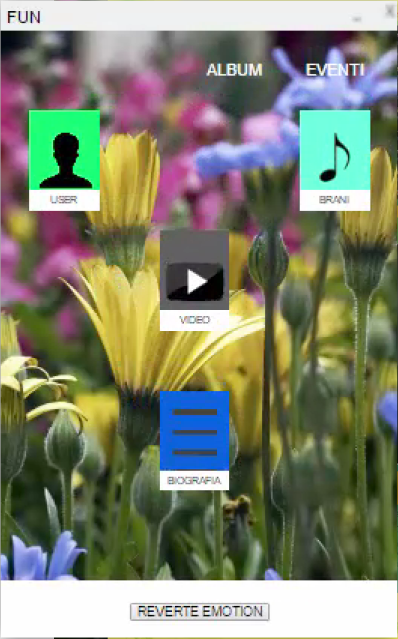 FUN
ALBUM
EVENTI
USER
BRANI
VIDEO
BIOGRAFIA
REVERTE EMOTION